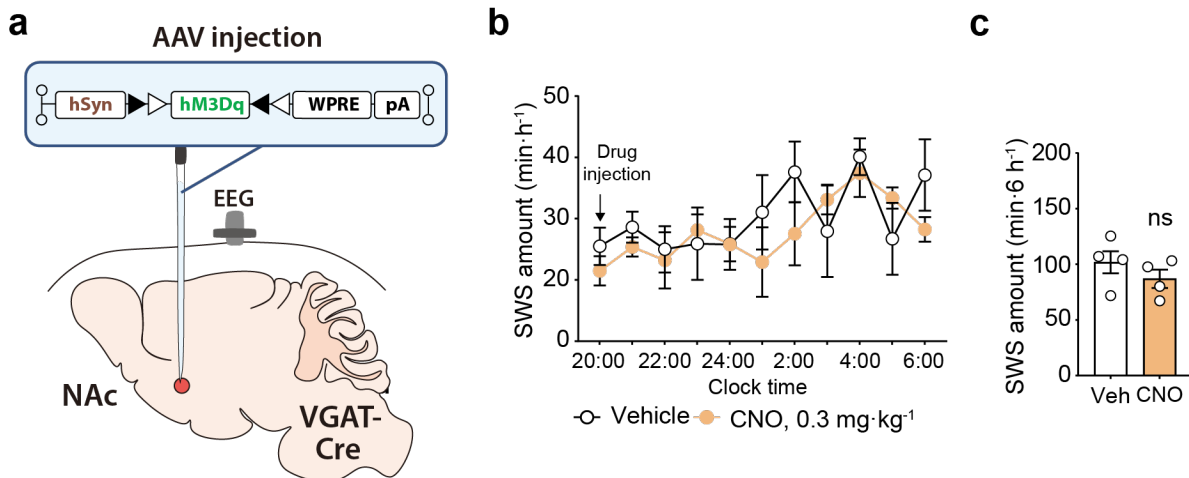 a
AAV injection
hSyn
hM3Dq
WPRE
pA
EEG
NAc
VGAT-
Cre
b
SWS amount (min·h⁻¹)
50
40
30
20
0
Drug
injection
20:00
22:00
24:00
2:00
4:00
6:00
Clock time
Vehicle
CNO, 0.3 mg·kg⁻¹
c
SWS amount (min·6 h⁻¹)
200
150
100
50
0
ns
Veh
CNO